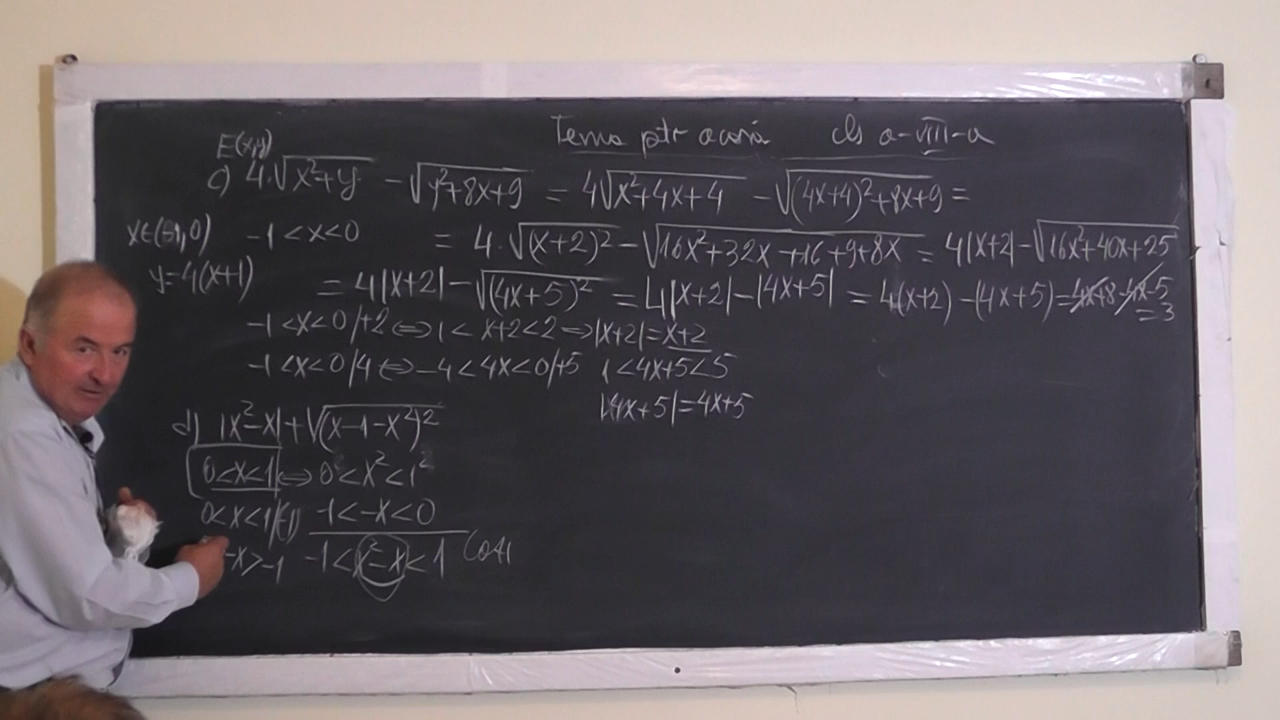 Tema ptr acasă cls a-VIII-a
E(x,y)
c) 4·√(x²+y) - √(y²+8x+9) = 4√(x²+4x+4) - √((4x+4)²+8x+9) =
x∈(-1,0) -1<x<0 = 4·√(x+2)² - √(16x²+32x+16+9+8x) = 4|x+2| - √(16x²+40x+25)
y=4(x+1) = 4|x+2| - √(4x+5)² = 4|x+2| - |4x+5| = 4(x+2) - (4x+5) = 4x+8-4x-5
= 3
-1<x<0/+2 ⇔ 1<x+2<2 ⇒ |x+2|=x+2
-1<x<0/4 ⇔ -4<4x<0/+5 1<4x+5<5
|4x+5|=4x+5
d) |x²-x|+√(x-1-x²)²
0<x<1 ⇔ 0²<x²<1²
0<x<1/(-1) -1<-x<0
-x>-1 -1<x²-x<1